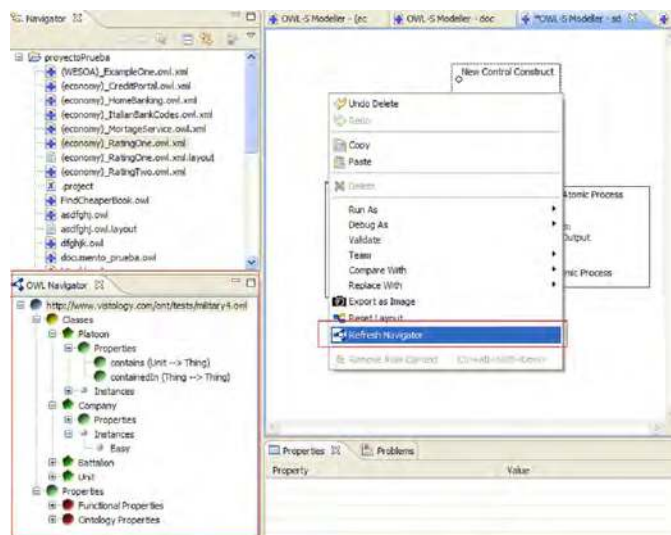 Navigator
proyectoPrueba
(WESOA)_ExampleOne.owl.xml
(economy)_CreditPortal.owl.xml
(economy)_HomeBanking.owl.xml
(economy)_ItalianBankCodes.owl.xml
(economy)_MortageService.owl.xml
(economy)_RatingOne.owl.xml
(economy)_RatingOne.owl.xml.layout
(economy)_RatingTwo.owl.xml
.project
FindCheaperBook.owl
asdfghj.owl
asdfghj.owl.layout
dfghjk.owl
documento_prueba.owl
OWL Navigator
http://www.vistology.com/ont/tests/military4.owl
Classes
Platoon
Properties
contains (Unit --> Thing)
containedIn (Thing --> Thing)
Instances
Company
Properties
Instances
Easy
Battalion
Unit
Properties
Functional Properties
Ontology Properties
OWL-S Modeller - [ec
OWL-S Modeller - doc
*OWL-S Modeller - sd
New Control Construct
Atomic Process
Output
mic Process
Undo Delete
Redo
Copy
Paste
Delete
Run As
Debug As
Validate
Team
Compare With
Replace With
Export as Image
Reset Layout
Refresh Navigator
Remove from Context
Properties
Problems
Property
Value